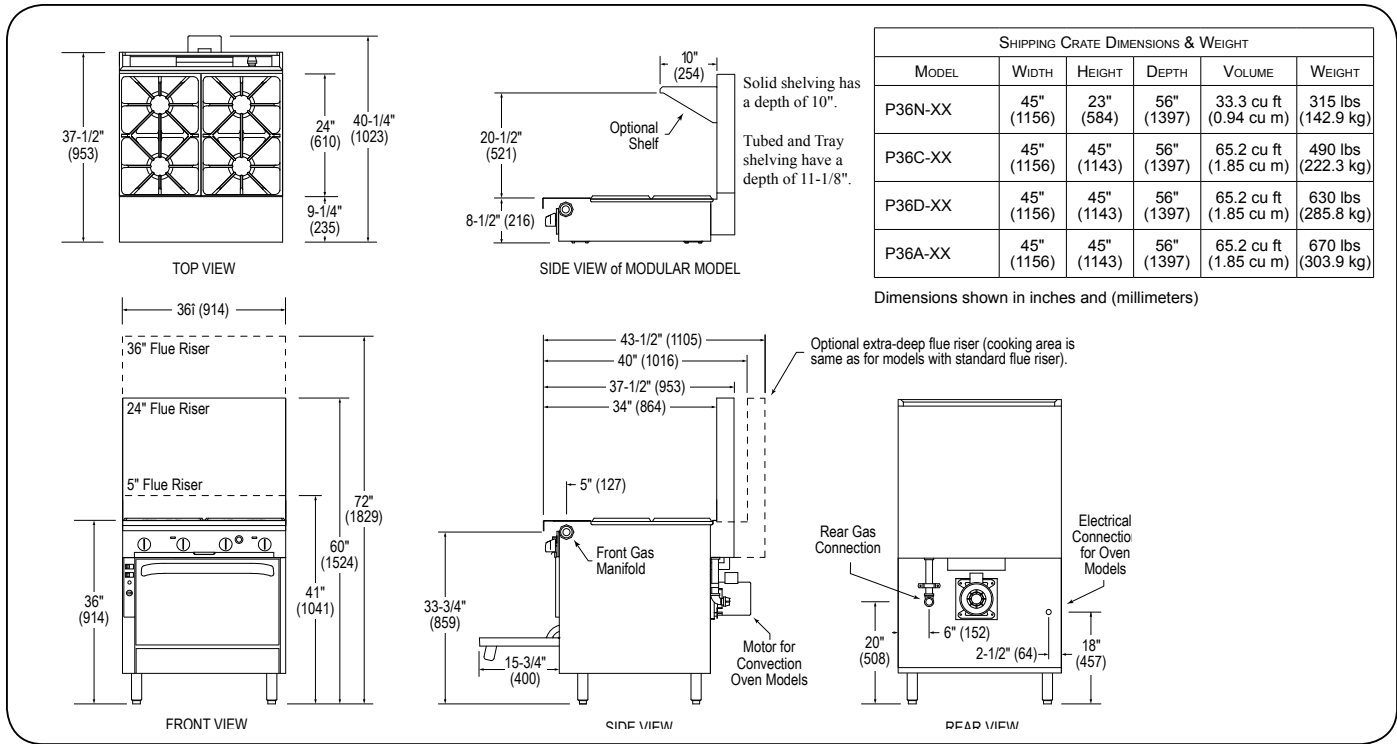 37-1/2"
(953)
24"
(610)
9-1/4"
(235)
40-1/4"
(1023)
TOP VIEW
10"
(254)
20-1/2"
(521)
Optional
Shelf
8-1/2" (216)
SIDE VIEW of MODULAR MODEL
Solid shelving has
a depth of 10".
Tubed and Tray
shelving have a
depth of 11-1/8".
SHIPPING CRATE DIMENSIONS & WEIGHT
MODEL WIDTH HEIGHT DEPTH VOLUME WEIGHT
P36N-XX 45" (1156) 23" (584) 56" (1397) 33.3 cu ft (0.94 cu m) 315 lbs (142.9 kg)
P36C-XX 45" (1156) 45" (1143) 56" (1397) 65.2 cu ft (1.85 cu m) 490 lbs (222.3 kg)
P36D-XX 45" (1156) 45" (1143) 56" (1397) 65.2 cu ft (1.85 cu m) 630 lbs (285.8 kg)
P36A-XX 45" (1156) 45" (1143) 56" (1397) 65.2 cu ft (1.85 cu m) 670 lbs (303.9 kg)
Dimensions shown in inches and (millimeters)
36î (914)
36" Flue Riser
24" Flue Riser
5" Flue Riser
36"
(914)
41"
(1041)
60"
(1524)
72"
(1829)
FRONT VIEW
43-1/2" (1105)
40" (1016)
37-1/2" (953)
34" (864)
Optional extra-deep flue riser (cooking area is
same as for models with standard flue riser).
5" (127)
Front Gas
Manifold
33-3/4"
(859)
15-3/4"
(400)
Motor for
Convection
Oven Models
SIDE VIEW
Rear Gas
Connection
Electrical
Connectio
for Oven
Models
20"
(508)
6" (152)
2-1/2" (64)
18"
(457)
REAR VIEW